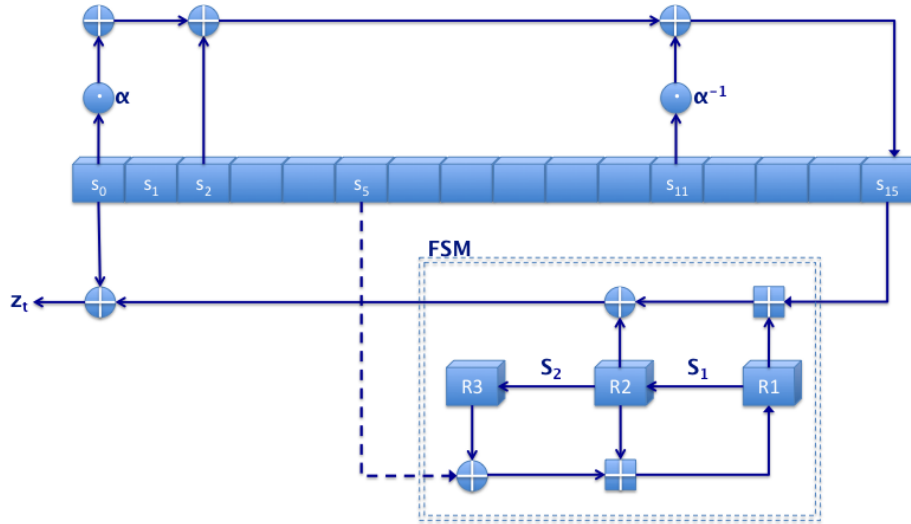 α
α⁻¹
s₀ s₁ s₂ s₅ s₁₁ s₁₅
FSM
zₜ
S₂ S₁
R3 R2 R1